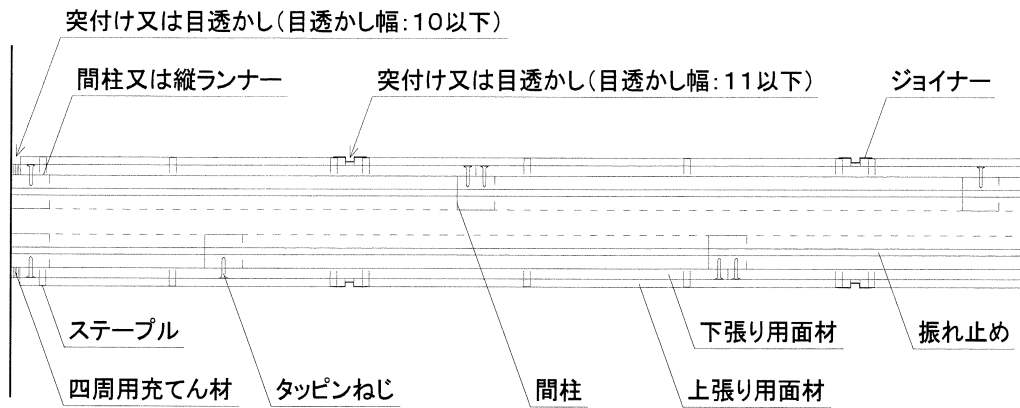 突付け又は目透かし(目透かし幅:10以下)
間柱又は縦ランナー
突付け又は目透かし(目透かし幅:11以下)
ジョイナー
ステープル
下張り用面材
振れ止め
四周用充てん材
タッピンねじ
間柱
上張り用面材